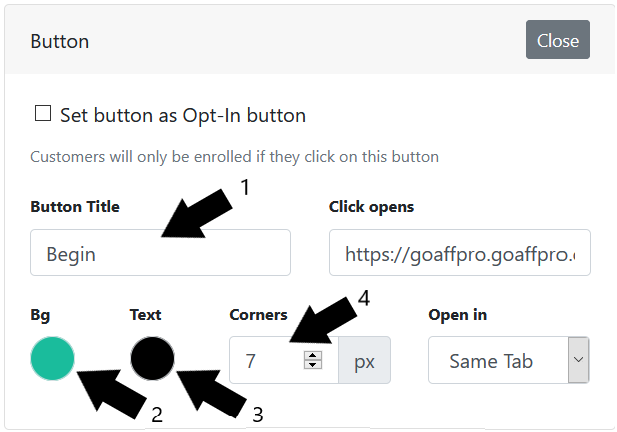 Button
Close
Set button as Opt-In button
Customers will only be enrolled if they click on this button
1
Button Title
Click opens
Begin
https://goaffpro.goaffpro.
4
Bg
Text
Corners
Open in
7
px
Same Tab
2
3